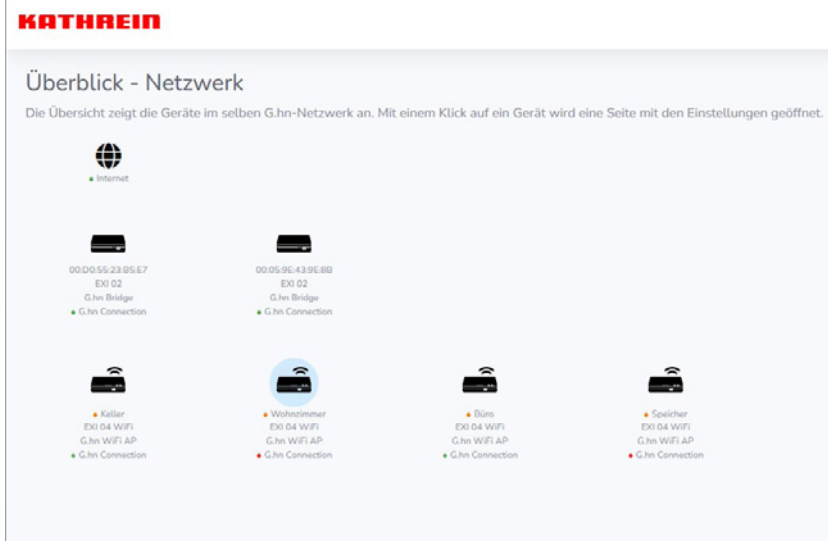 KATHREIN
Überblick - Netzwerk
Die Übersicht zeigt die Geräte im selben G.hn-Netzwerk an. Mit einem Klick auf ein Gerät wird eine Seite mit den Einstellungen geöffnet.
Internet
00:D0:55:23:B5:E7
EXI 02
G.hn Bridge
G.hn Connection
00:05:9E:43:9E:8B
EXI 02
G.hn Bridge
G.hn Connection
Keller
EXI 04 WiFi
G.hn WiFi AP
G.hn Connection
Wohnzimmer
EXI 04 WiFi
G.hn WiFi AP
G.hn Connection
Büro
EXI 04 WiFi
G.hn WiFi AP
G.hn Connection
Speicher
EXI 04 WiFi
G.hn WiFi AP
G.hn Connection